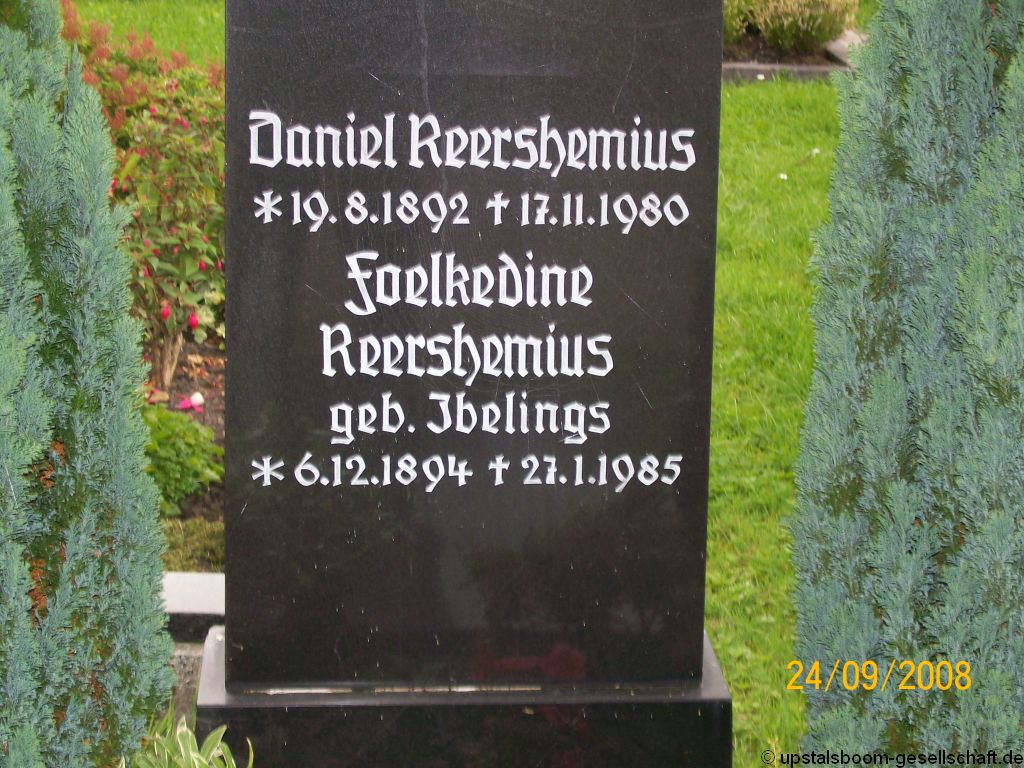 Daniel Reershemius
* 19.8.1892 † 17.11.1980
Foelkedine
Reershemius
geb. Ibelings
* 6.12.1894 † 27.1.1985
24/09/2008
© upstalsboom-gesellschaft.de